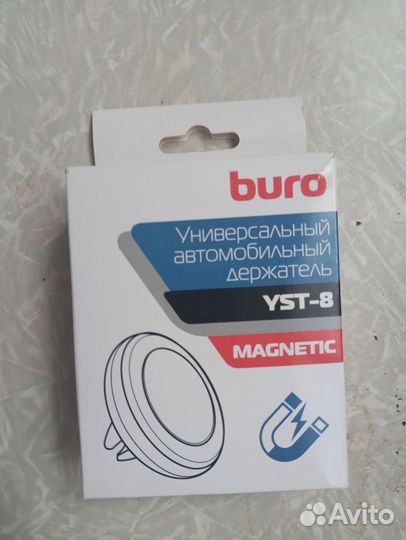 buro
Универсальный
автомобильный
держатель
YST-8
MAGNETIC
Avito